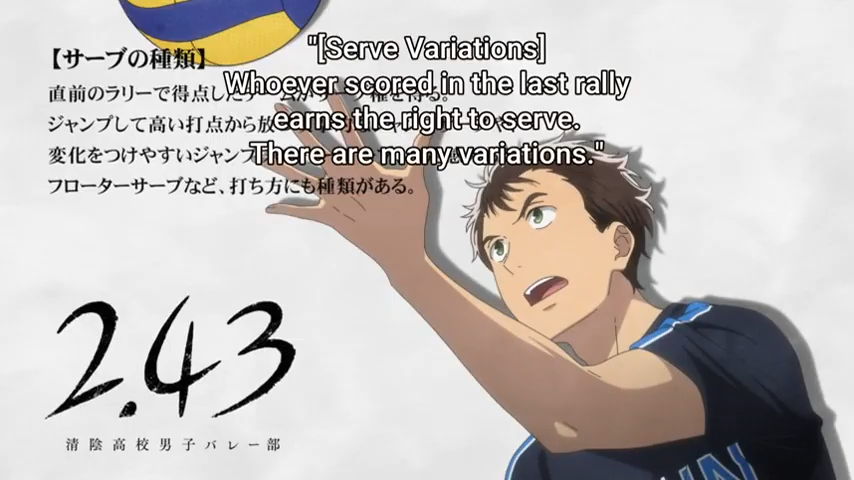 【サーブの種類】
直前のラリーで得点した
を得る。
ジャンプして高い打点から放
変化をつけやすいジャンプ
フローターサーブなど、打ち方にも種類がある。
"[Serve Variations]
Whoever scored in the last rally
earns the right to serve.
There are many variations."
2.43
清陰高校男子バレー部